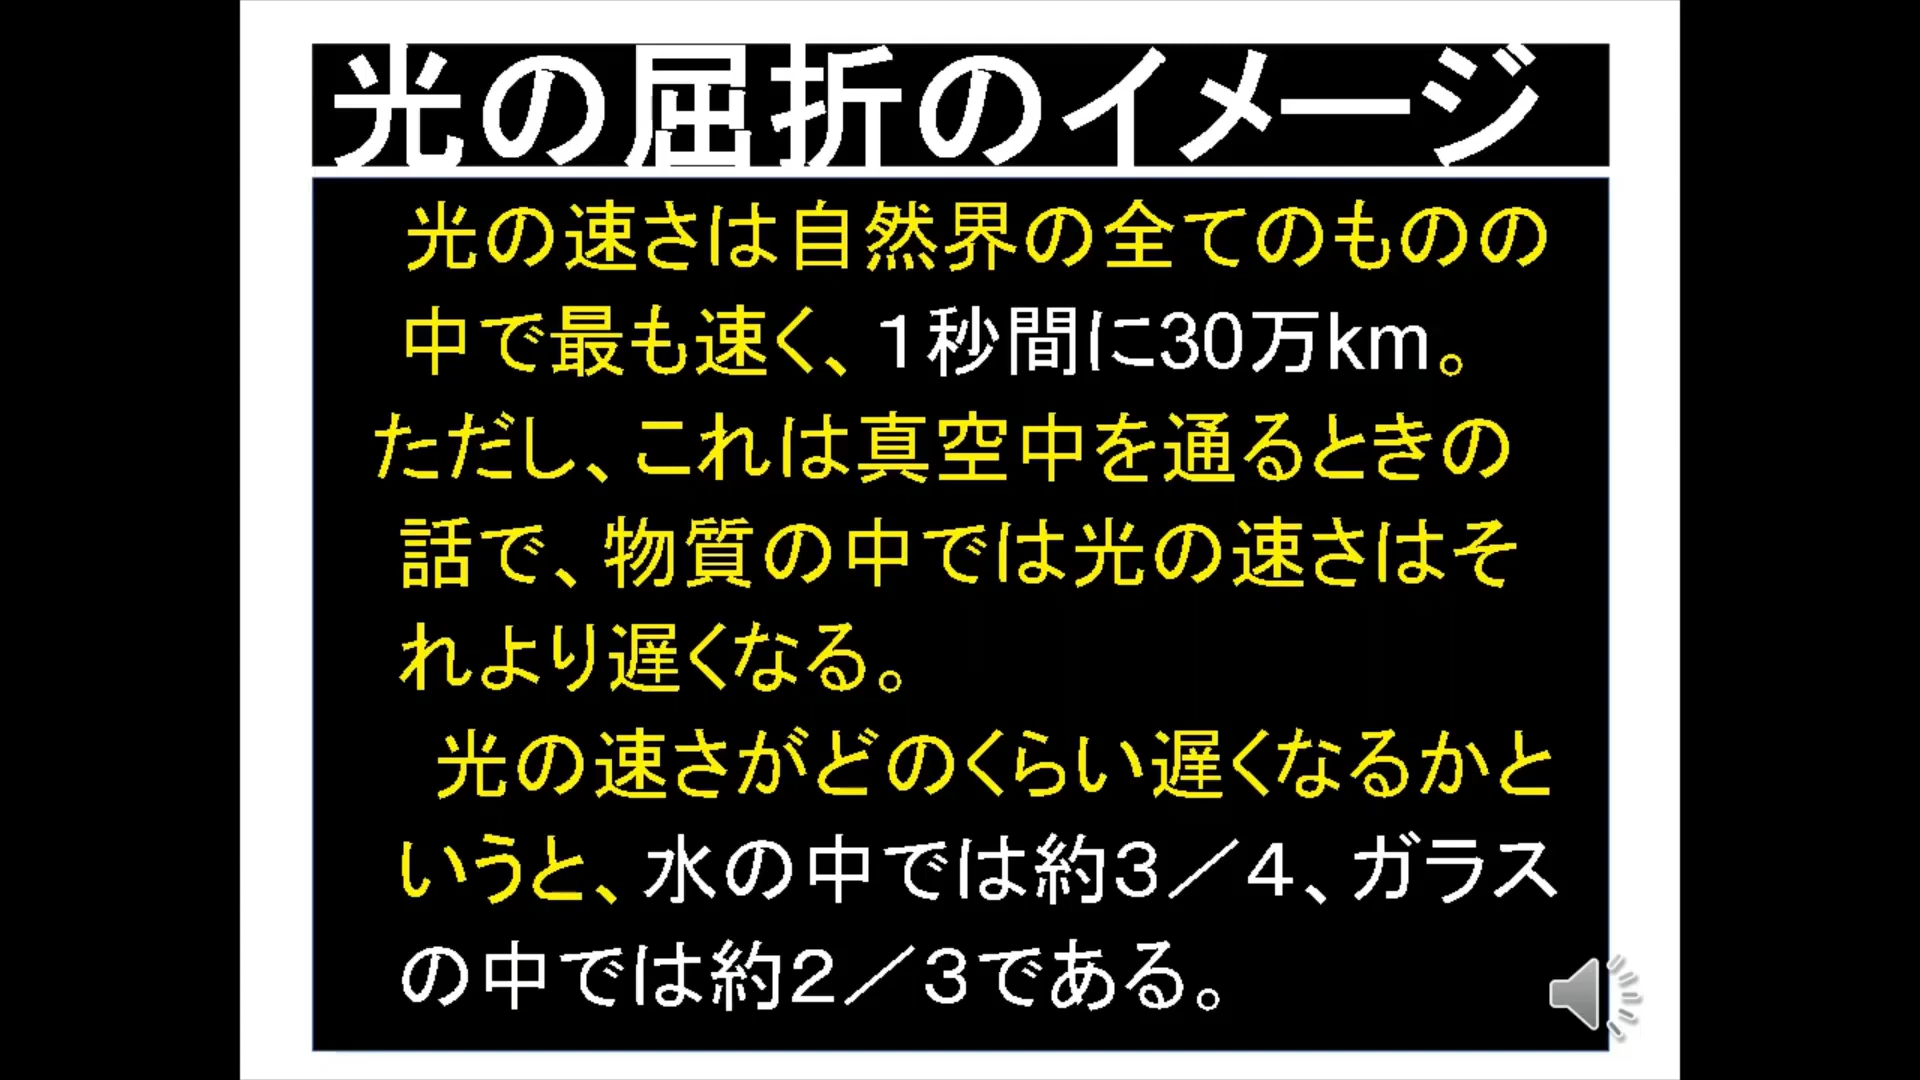 光の屈折のイメージ
光の速さは自然界の全てのものの
中で最も速く、１秒間に30万km。
ただし、これは真空中を通るときの
話で、物質の中では光の速さはそ
れより遅くなる。
光の速さがどのくらい遅くなるかと
いうと、水の中では約３／４、ガラス
の中では約２／３である。